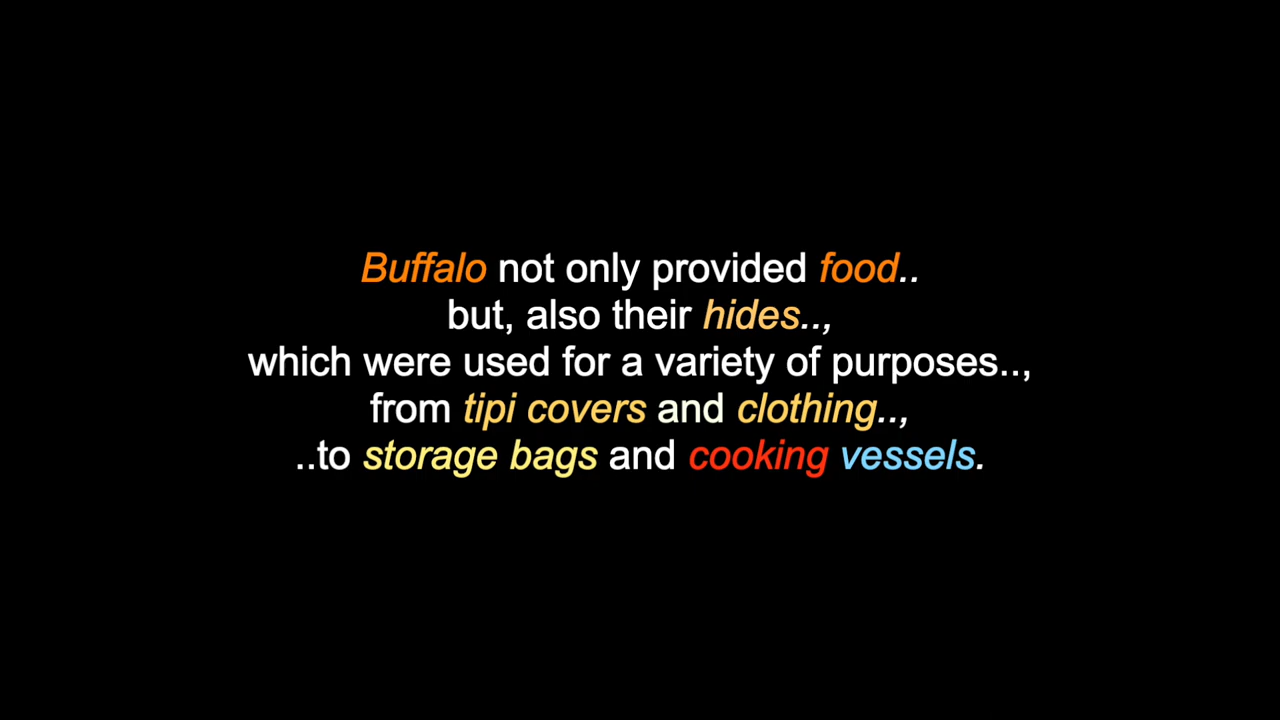 Buffalo not only provided food..
but, also their hides..,
which were used for a variety of purposes..,
from tipi covers and clothing..,
..to storage bags and cooking vessels.